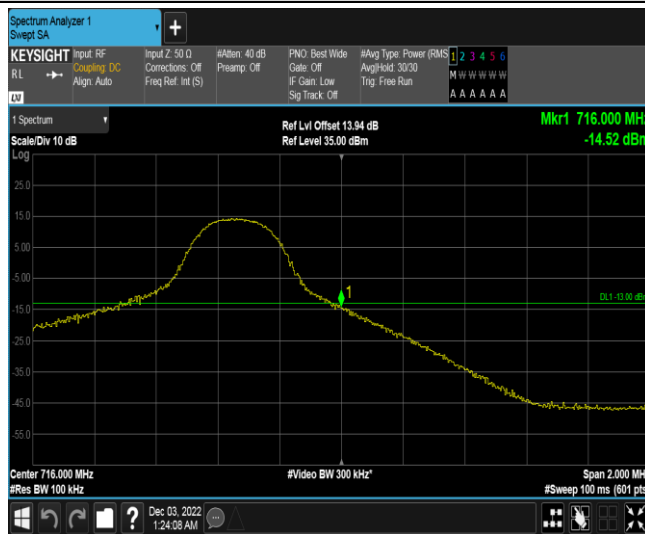 Spectrum Analyzer 1
Swept SA
+
KEYSIGHT
RL
LXI
Input: RF
Coupling: DC
Align: Auto
Input Z: 50 Ω
Corrections: Off
Freq Ref: Int (S)
#Atten: 40 dB
Preamp: Off
PNO: Best Wide
Gate: Off
IF Gain: Low
Sig Track: Off
#Avg Type: Power (RMS
Avg|Hold: 30/30
Trig: Free Run
1 2 3 4 5 6
M W W W W W
A A A A A A
1 Spectrum
Scale/Div 10 dB
Ref Lvl Offset 13.94 dB
Ref Level 35.00 dBm
Mkr1 716.000 MHz
-14.52 dBm
Log
25.0
15.0
5.00
-5.00
-15.0
-25.0
-35.0
-45.0
-55.0
1
DL1 -13.00 dBm
Center 716.000 MHz
#Res BW 100 kHz
#Video BW 300 kHz*
Span 2.000 MHz
#Sweep 100 ms (601 pts
?
Dec 03, 2022
1:24:08 AM